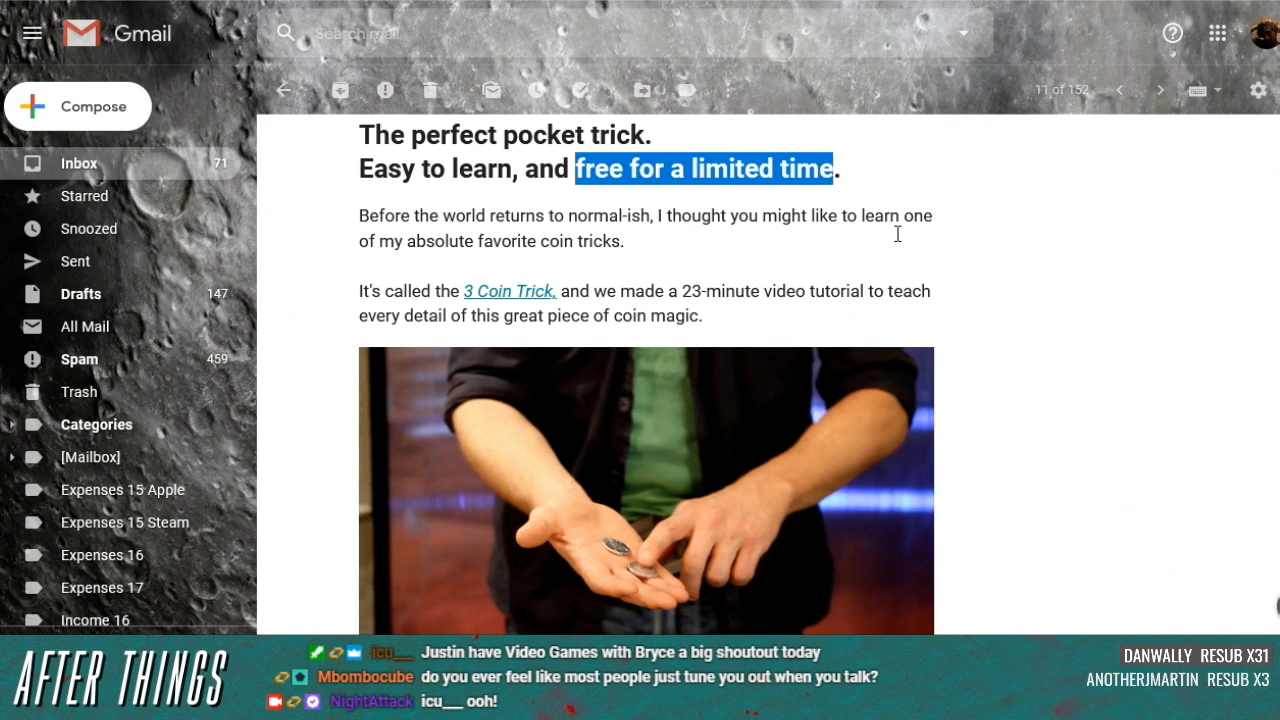 Gmail
Search mail
Compose
11 of 152
Inbox 71
Starred
Snoozed
Sent
Drafts 147
All Mail
Spam 459
Trash
Categories
[Mailbox]
Expenses 15 Apple
Expenses 15 Steam
Expenses 16
Expenses 17
Income 16
The perfect pocket trick.
Easy to learn, and free for a limited time.
Before the world returns to normal-ish, I thought you might like to learn one
of my absolute favorite coin tricks.
It's called the 3 Coin Trick, and we made a 23-minute video tutorial to teach
every detail of this great piece of coin magic.
AFTER THINGS
icu___ Justin have Video Games with Bryce a big shoutout today
Mbombocube do you ever feel like most people just tune you out when you talk?
NightAttack icu___ ooh!
DANWALLY RESUB X31
ANOTHERJMARTIN RESUB X3